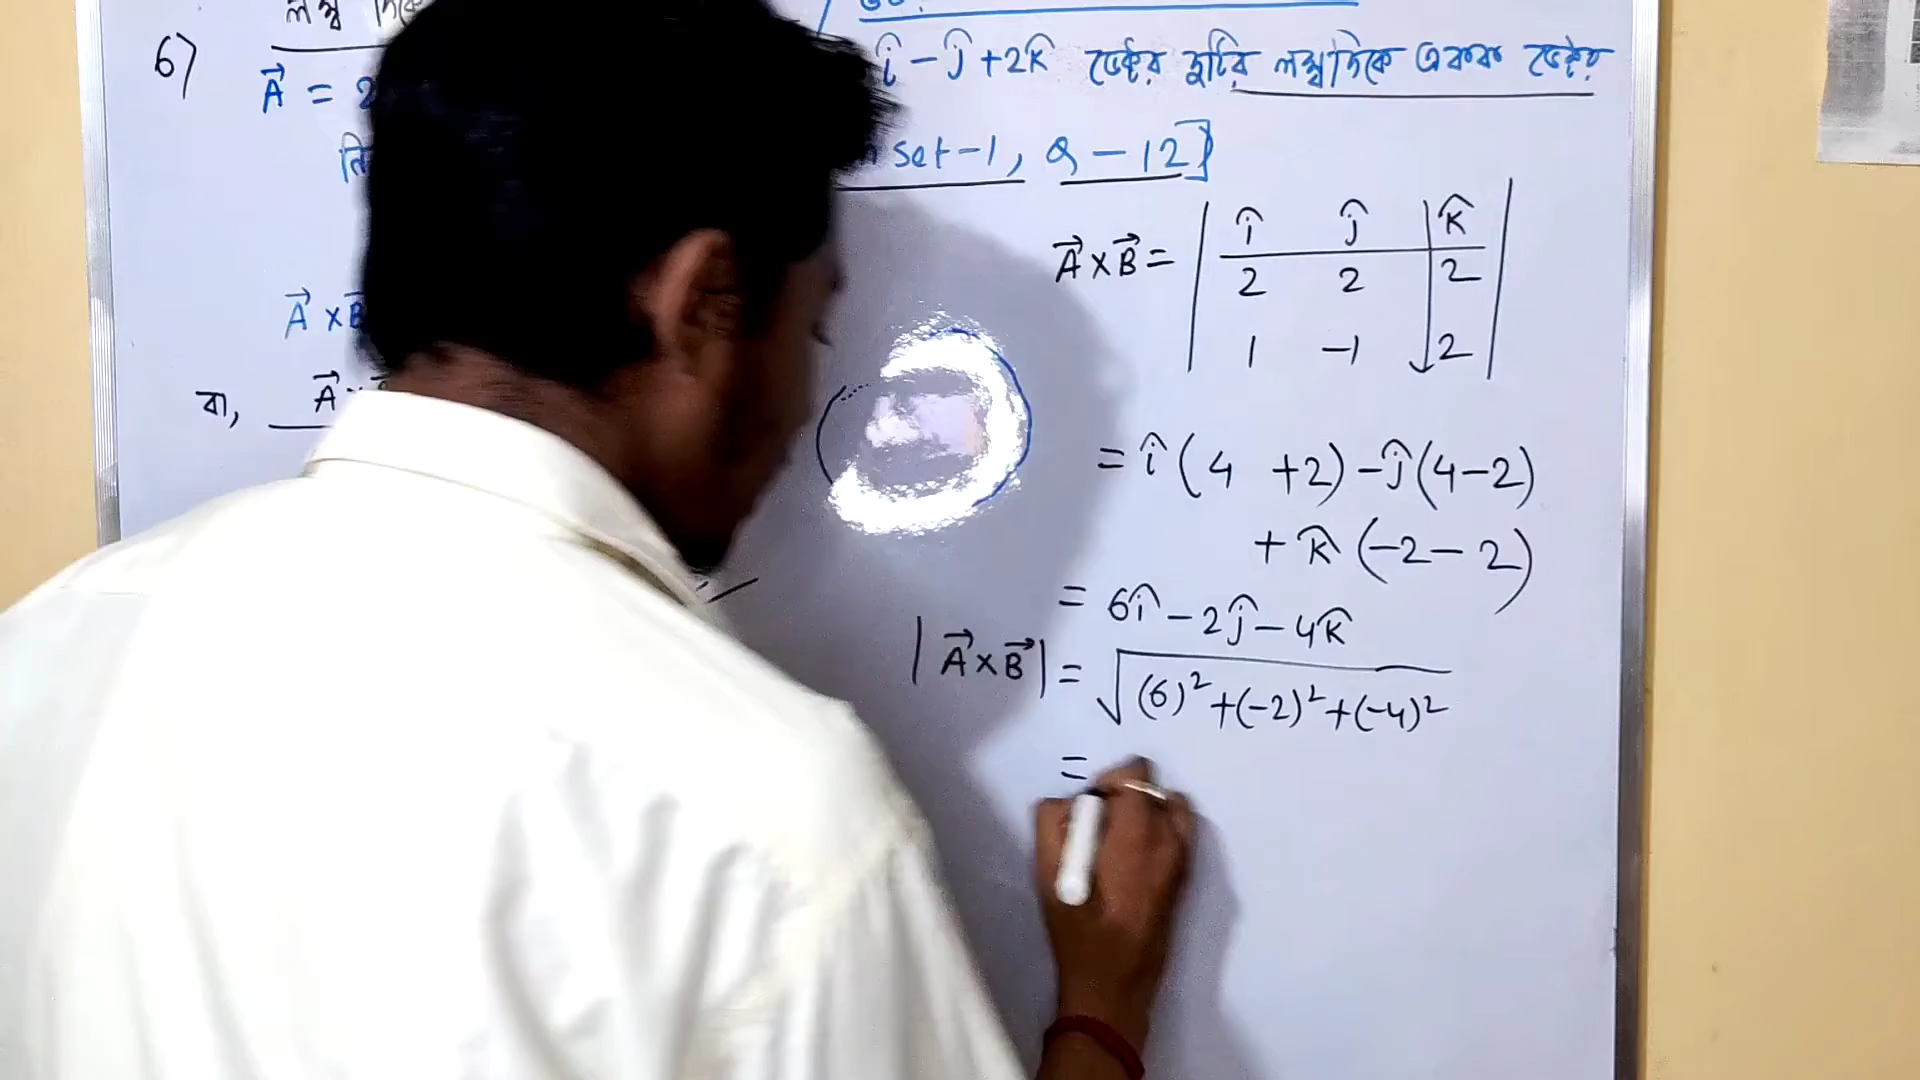 লম্ব
6) A⃗ = 2 î − ĵ + 2k̂ ভেক্টর দুটির লম্বদিকে একক ভেক্টর
নি set-1, Q - 12]
A⃗ × B⃗ = | î ĵ k̂
2 2 2
1 -1 2 |
A⃗ × B
বা, A⃗
= î (4 +2) - ĵ (4-2)
+ k̂ (-2 - 2)
= 6î - 2ĵ - 4k̂
| A⃗ × B⃗ | = √(6)² + (-2)² + (-4)²
=